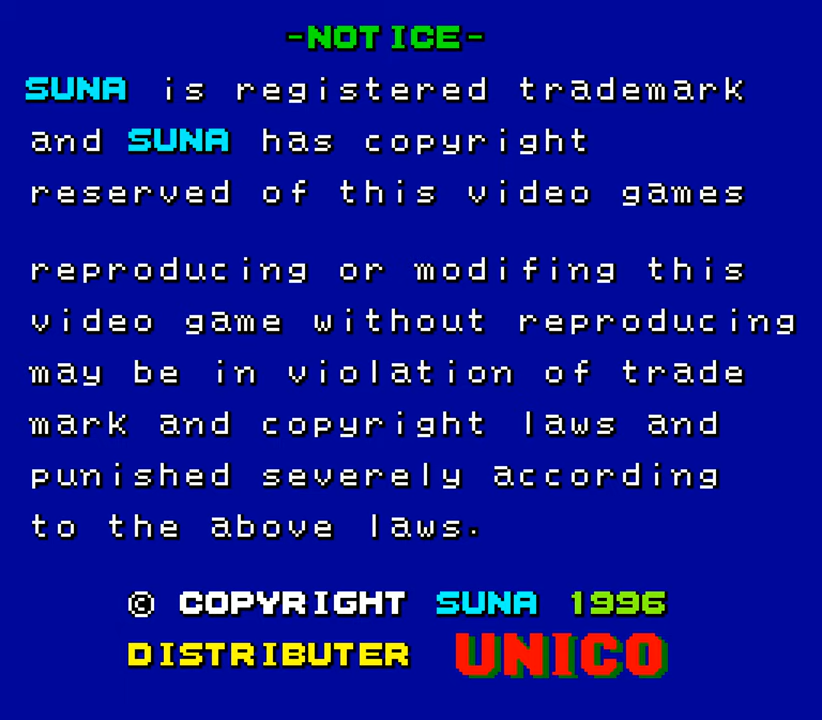 -NOTICE-
SUNA is registered trademark
and SUNA has copyright
reserved of this video games
reproducing or modifing this
video game without reproducing
may be in violation of trade
mark and copyright laws and
punished severely according
to the above laws.
© COPYRIGHT SUNA 1996
DISTRIBUTER UNICO